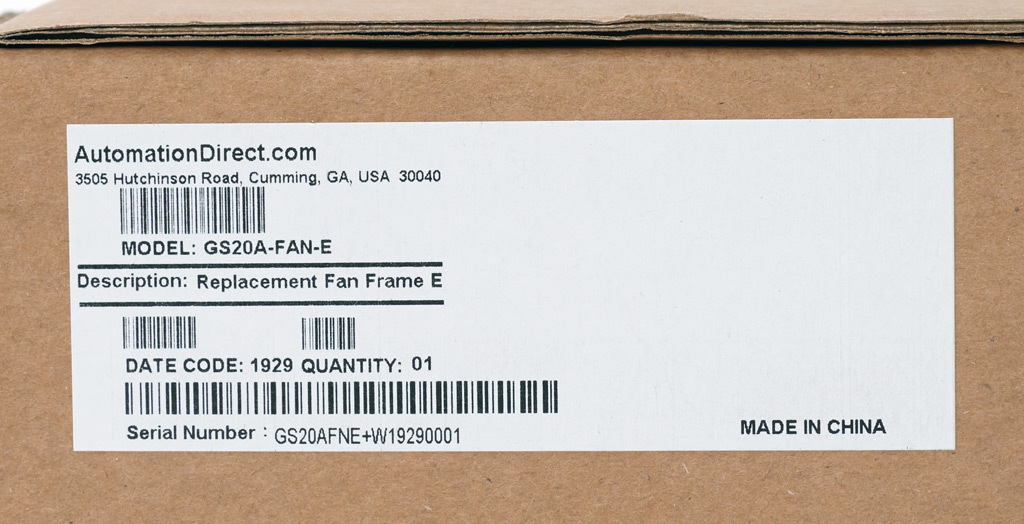 AutomationDirect.com
3505 Hutchinson Road, Cumming, GA, USA 30040
MODEL: GS20A-FAN-E
Description: Replacement Fan Frame E
DATE CODE: 1929 QUANTITY: 01
Serial Number : GS20AFNE+W19290001
MADE IN CHINA